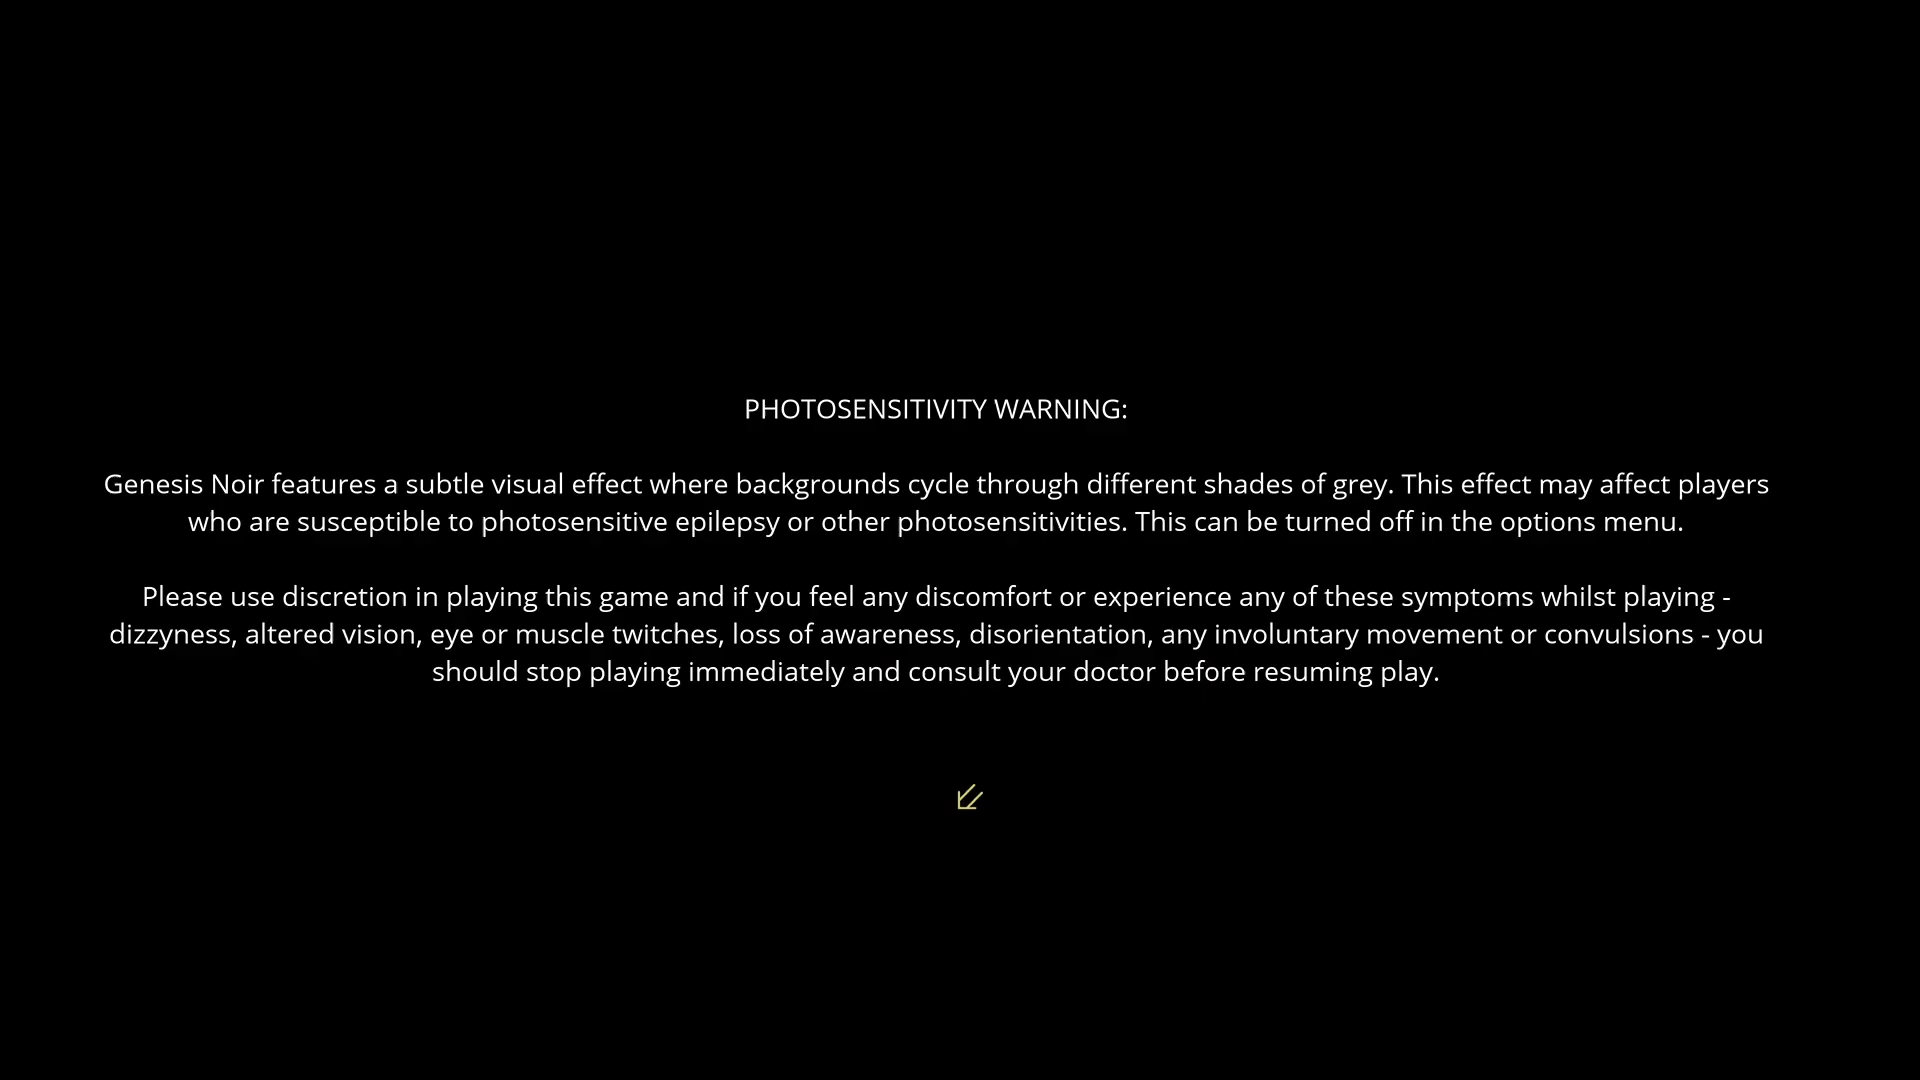 PHOTOSENSITIVITY WARNING:
Genesis Noir features a subtle visual effect where backgrounds cycle through different shades of grey. This effect may affect players
who are susceptible to photosensitive epilepsy or other photosensitivities. This can be turned off in the options menu.
Please use discretion in playing this game and if you feel any discomfort or experience any of these symptoms whilst playing -
dizzyness, altered vision, eye or muscle twitches, loss of awareness, disorientation, any involuntary movement or convulsions - you
should stop playing immediately and consult your doctor before resuming play.